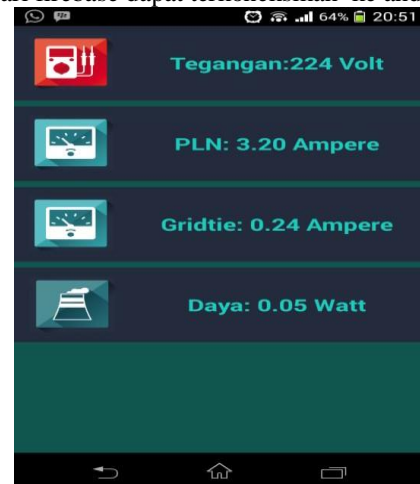 64% 20:51
Tegangan:224 Volt
PLN: 3.20 Ampere
Gridtie: 0.24 Ampere
Daya: 0.05 Watt